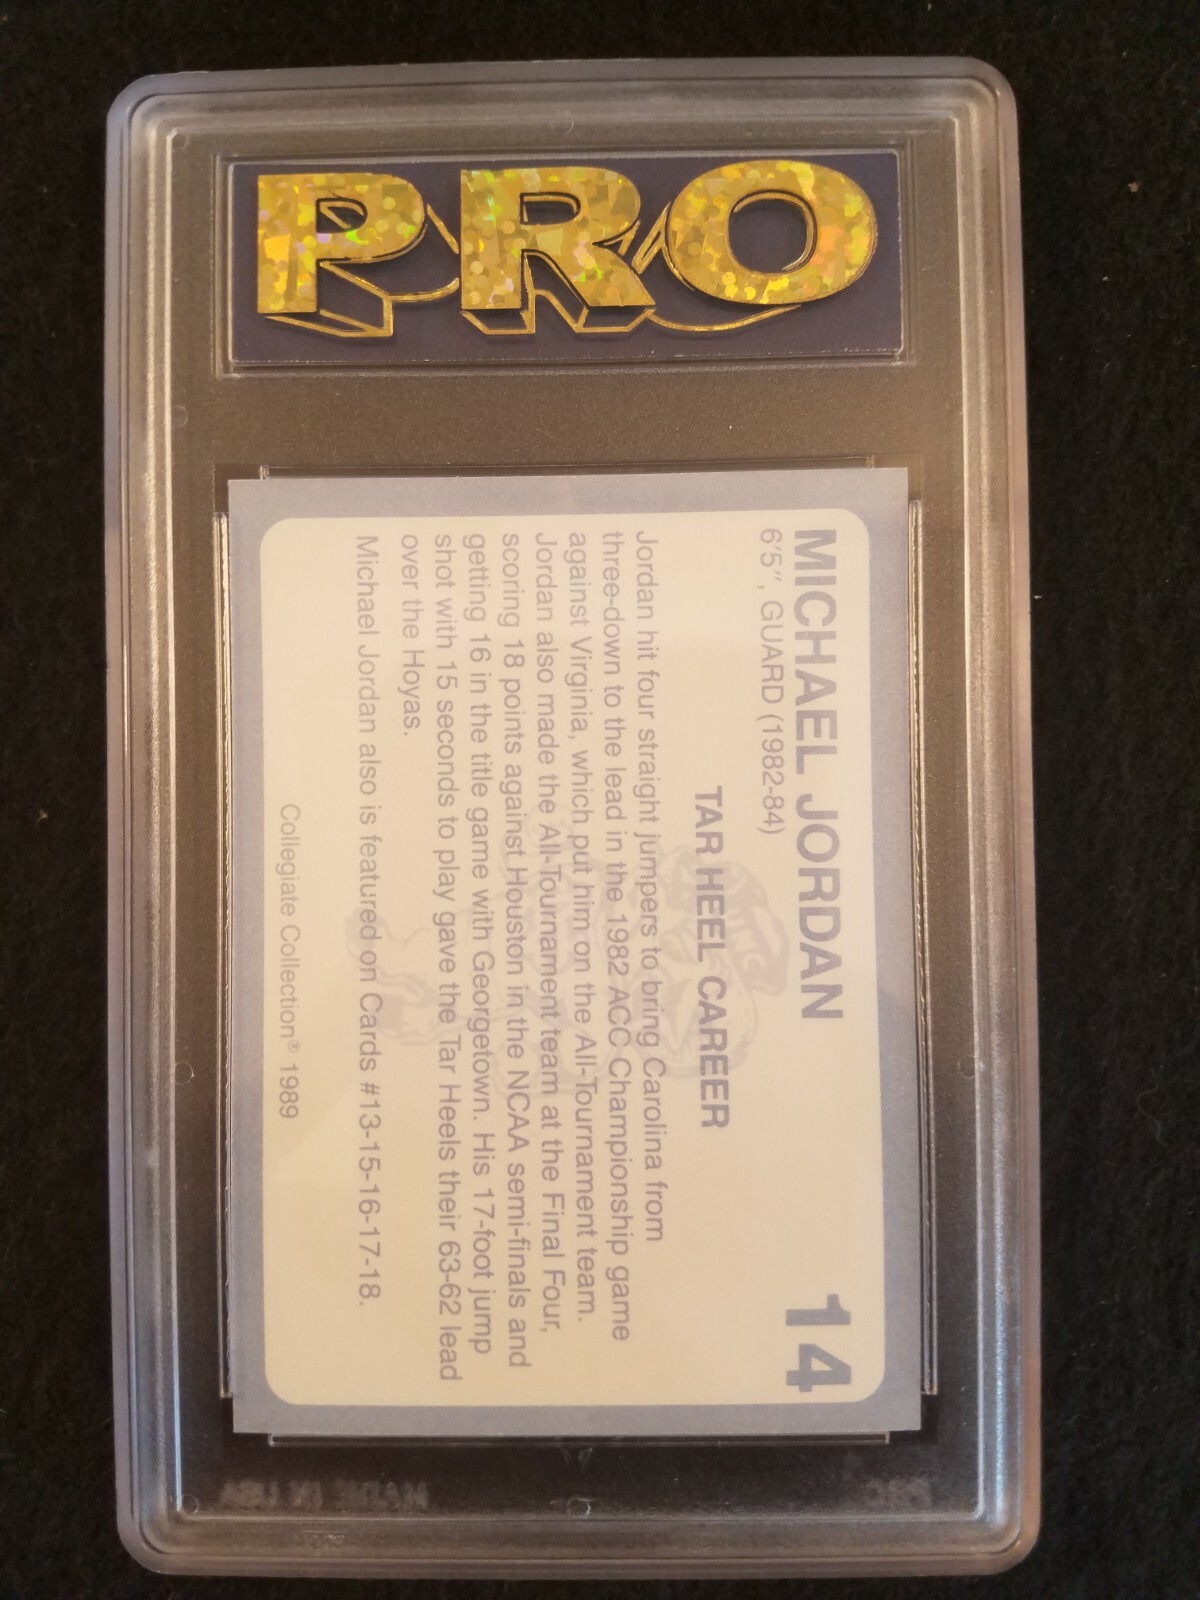 PRO
MICHAEL JORDAN 14
6'5", GUARD (1982-84)
TAR HEEL CAREER
Jordan hit four straight jumpers to bring Carolina from
three-down to the lead in the 1982 ACC Championship game
against Virginia, which put him on the All-Tournament team.
Jordan also made the All-Tournament team at the Final Four,
scoring 18 points against Houston in the NCAA semi-finals and
getting 16 in the title game with Georgetown. His 17-foot jump
shot with 15 seconds to play gave the Tar Heels their 63-62 lead
over the Hoyas.
Michael Jordan also is featured on Cards #13-15-16-17-18.
Collegiate Collection® 1989
MADE IN USA